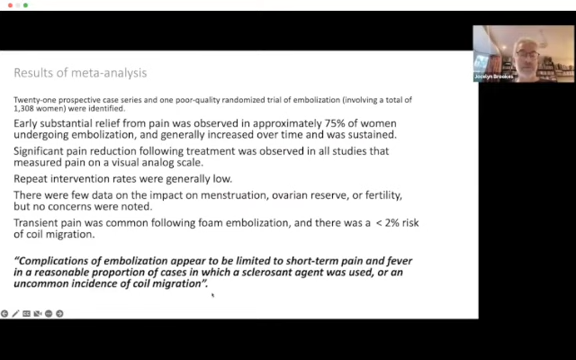 Results of meta-analysis
Jocelyn Brookes
Twenty-one prospective case series and one poor-quality randomized trial of embolization (involving a total of
1,308 women) were identified.
Early substantial relief from pain was observed in approximately 75% of women
undergoing embolization, and generally increased over time and was sustained.
Significant pain reduction following treatment was observed in all studies that
measured pain on a visual analog scale.
Repeat intervention rates were generally low.
There were few data on the impact on menstruation, ovarian reserve, or fertility,
but no concerns were noted.
Transient pain was common following foam embolization, and there was a < 2% risk
of coil migration.
“Complications of embolization appear to be limited to short-term pain and fever
in a reasonable proportion of cases in which a sclerosant agent was used, or an
uncommon incidence of coil migration”.